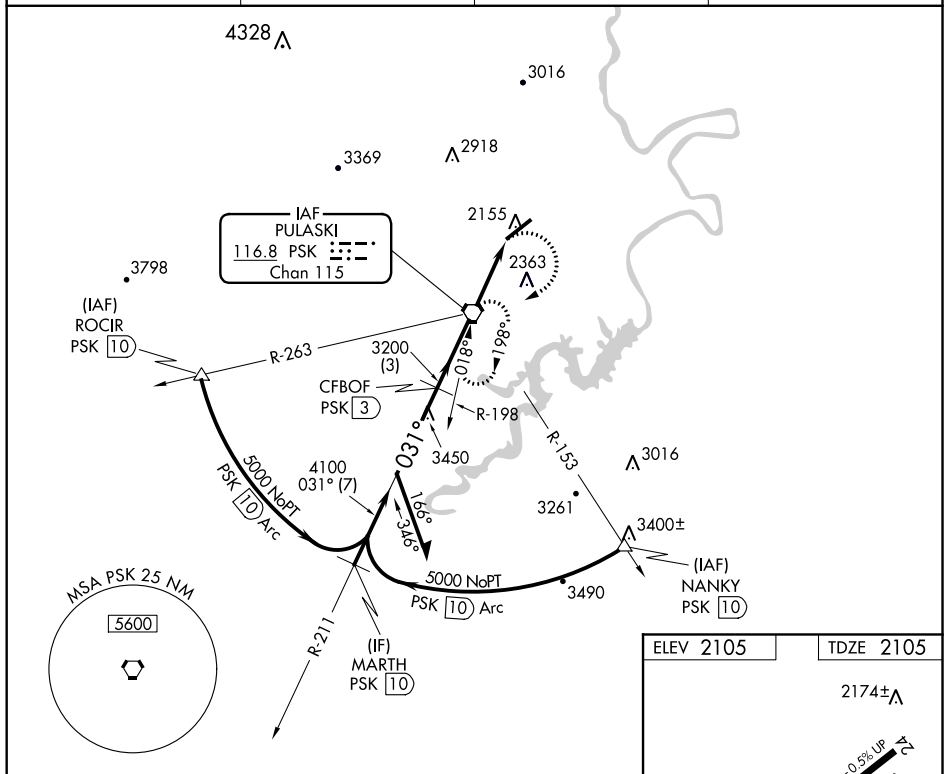 4328
3016
2918
3369
IAF
PULASKI
116.8 PSK
Chan 115
2155
2363
3798
(IAF)
ROCIR
PSK 10
R-263
3200
(3)
018°
198°
CFBOF
PSK 3
R-198
031°
3450
R-153
3016
4100
031° (7)
3261
5000 NoPT
PSK 10 Arc
166°
346°
3400±
(IAF)
NANKY
PSK 10
5000 NoPT
PSK 10 Arc
3490
MSA PSK 25 NM
5600
R-211
(IF)
MARTH
PSK 10
ELEV 2105
TDZE 2105
2174±
0.5% UP
24